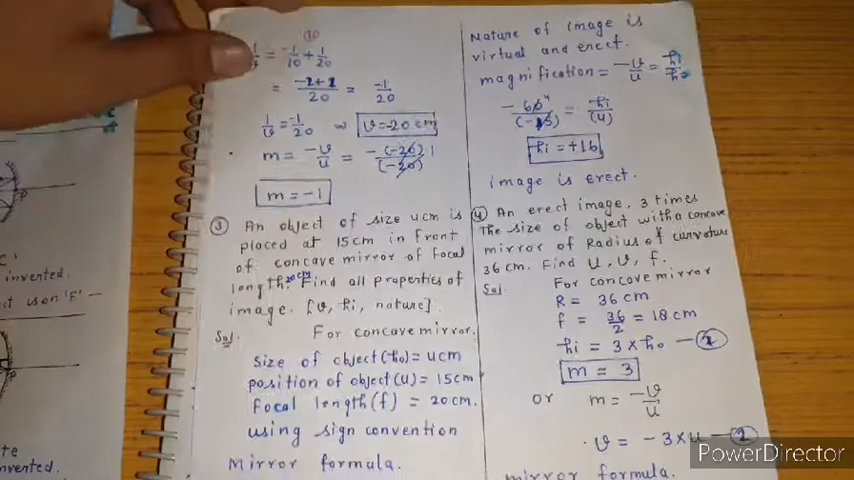 10
1/v = -1/10 + 1/20
= -2+1/20 = -1/20
1/v = -1/20 ⇒ v = -20 cm
m = -v/u = -(-20)/(-20) 1
m = -1
③ An object of size 4cm is
placed at 15cm in front
of concave mirror of focal
length 20cm. Find all properties of
image. [v, hi, nature].
Sol. For concave mirror.
size of object (ho) = 4cm
position of object (u) = 15cm
focal length (f) = 20cm.
using sign convention
Mirror formula.
Nature of image is
virtual and erect.
magnification = -v/u = hi/ho
-60/(-15) = hi/(4)
hi = +16
image is erect.
④ An erect image. 3 times
The size of object with a concave
mirror of Radius of curvature
36 cm. Find u, v, f.
Sol. For concave mirror
R = 36 cm
f = 36/2 = 18 cm
hi = 3 × ho
m = 3
or m = -v/u
v = -3 × u — ②
mirror formula.
C'
inverted.
on 'F' —
nverted.
PowerDirector